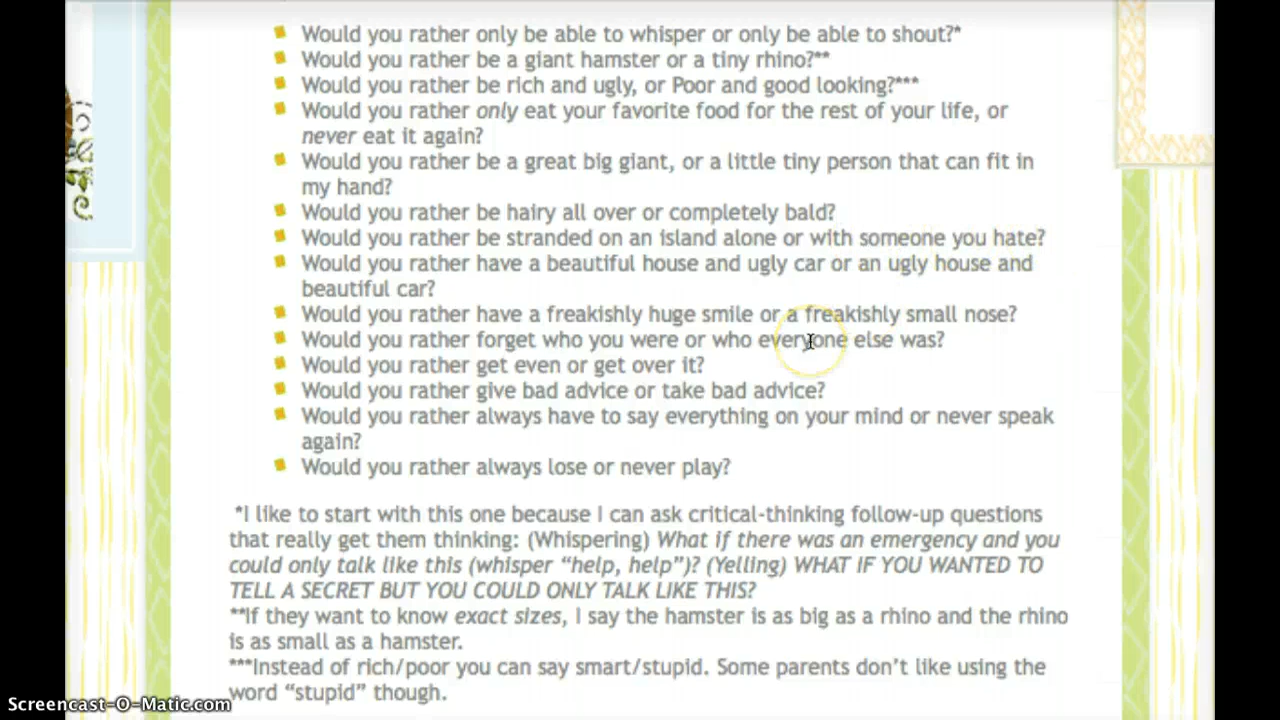 Would you rather only be able to whisper or only be able to shout?*
Would you rather be a giant hamster or a tiny rhino?**
Would you rather be rich and ugly, or Poor and good looking?***
Would you rather only eat your favorite food for the rest of your life, or
never eat it again?
Would you rather be a great big giant, or a little tiny person that can fit in
my hand?
Would you rather be hairy all over or completely bald?
Would you rather be stranded on an island alone or with someone you hate?
Would you rather have a beautiful house and ugly car or an ugly house and
beautiful car?
Would you rather have a freakishly huge smile or a freakishly small nose?
Would you rather forget who you were or who everyone else was?
Would you rather get even or get over it?
Would you rather give bad advice or take bad advice?
Would you rather always have to say everything on your mind or never speak
again?
Would you rather always lose or never play?
*I like to start with this one because I can ask critical-thinking follow-up questions
that really get them thinking: (Whispering) What if there was an emergency and you
could only talk like this (whisper “help, help”)? (Yelling) WHAT IF YOU WANTED TO
TELL A SECRET BUT YOU COULD ONLY TALK LIKE THIS?
**If they want to know exact sizes, I say the hamster is as big as a rhino and the rhino
is as small as a hamster.
***Instead of rich/poor you can say smart/stupid. Some parents don’t like using the
word “stupid” though.
Screencast-O-Matic.com